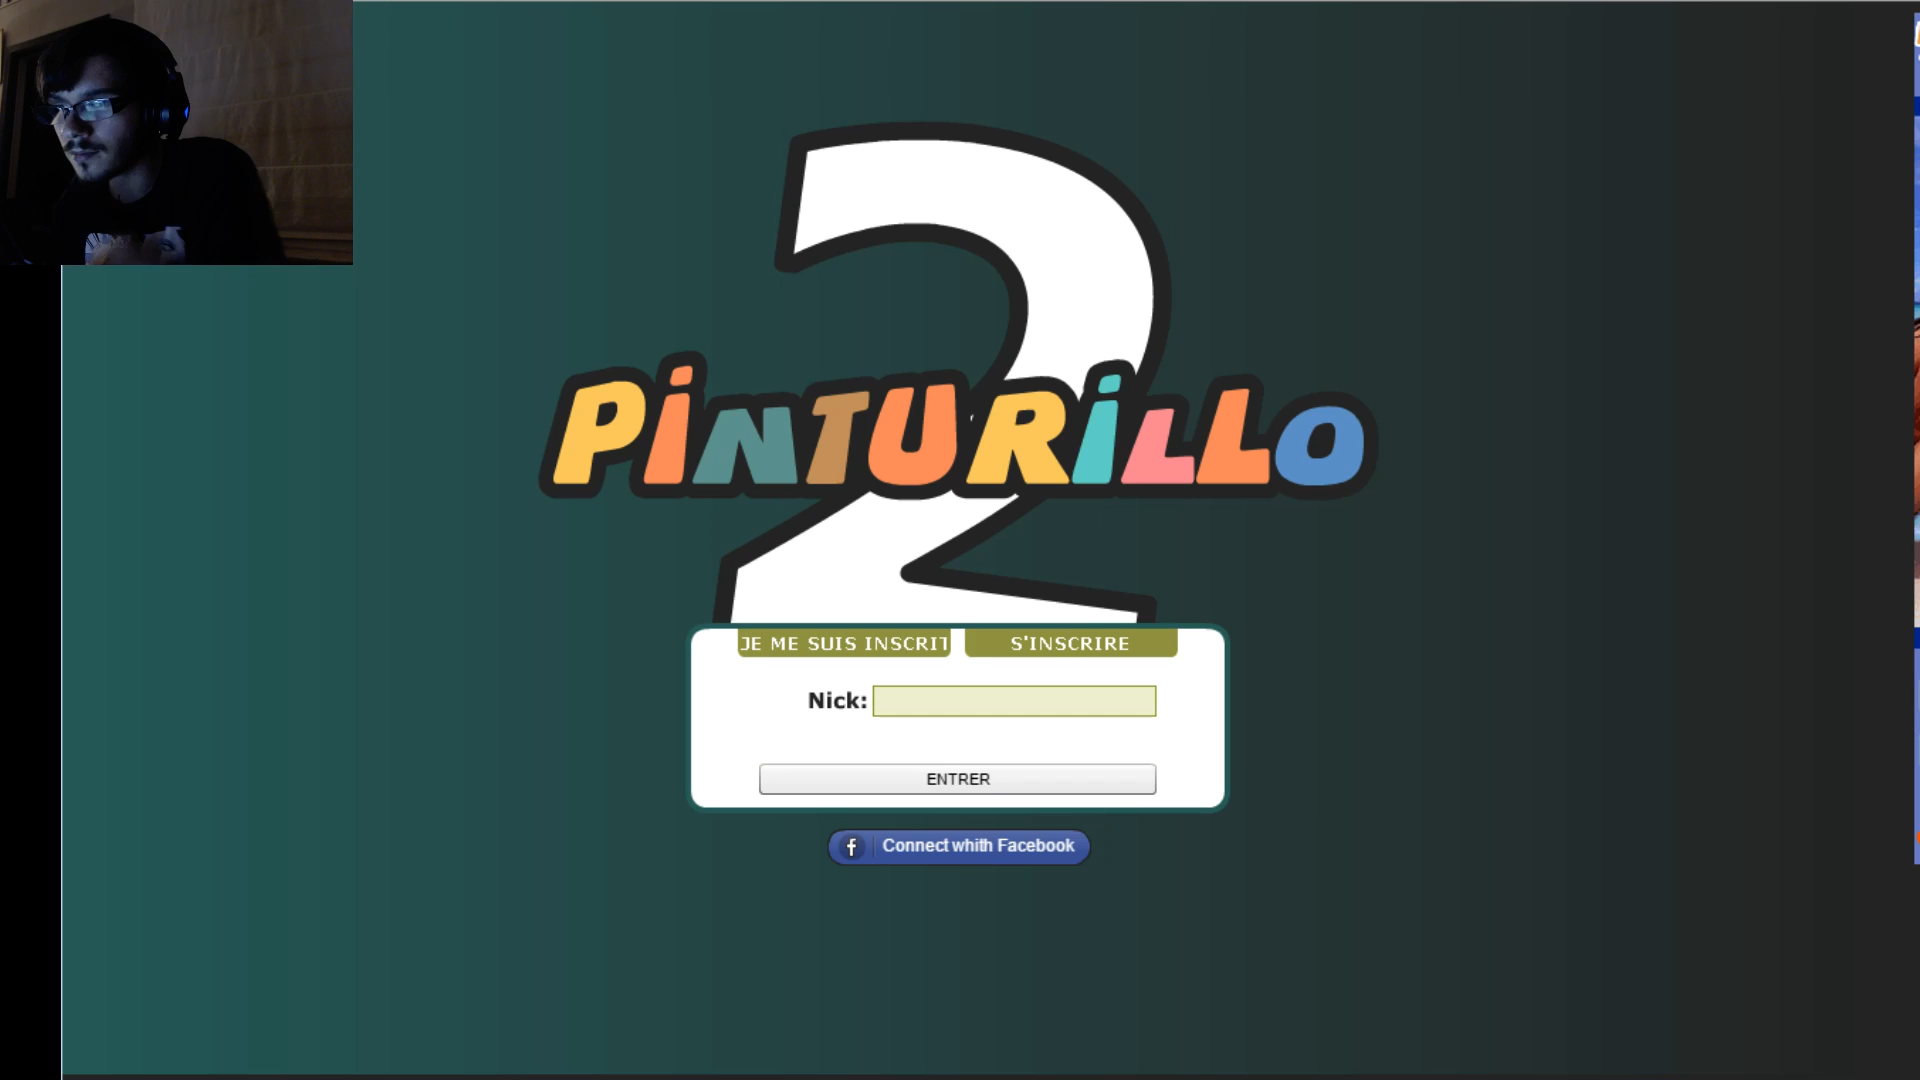 2
PiNTURiLLO
JE ME SUIS INSCRIT
S'INSCRIRE
Nick:
ENTRER
f Connect whith Facebook